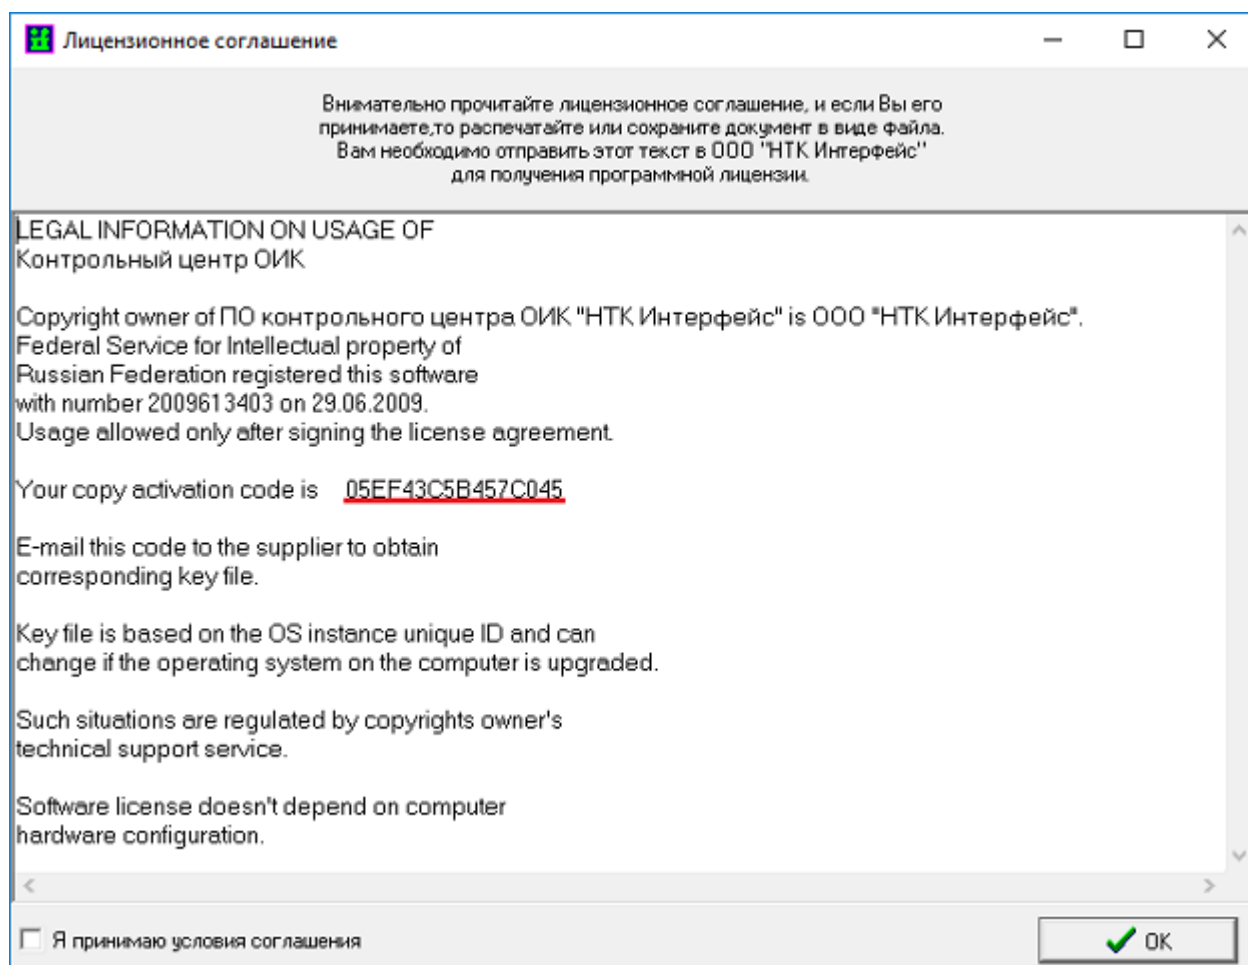 Лицензионное соглашение
Внимательно прочитайте лицензионное соглашение, и если Вы его
принимаете,то распечатайте или сохраните документ в виде файла.
Вам необходимо отправить этот текст в ООО "НТК Интерфейс"
для получения программной лицензии.
LEGAL INFORMATION ON USAGE OF
Контрольный центр ОИК
Copyright owner of ПО контрольного центра ОИК "НТК Интерфейс" is ООО "НТК Интерфейс".
Federal Service for Intellectual property of
Russian Federation registered this software
with number 2009613403 on 29.06.2009.
Usage allowed only after signing the license agreement.
Your copy activation code is 05EF43C5B457C045
E-mail this code to the supplier to obtain
corresponding key file.
Key file is based on the OS instance unique ID and can
change if the operating system on the computer is upgraded.
Such situations are regulated by copyrights owner's
technical support service.
Software license doesn't depend on computer
hardware configuration.
Я принимаю условия соглашения
OK